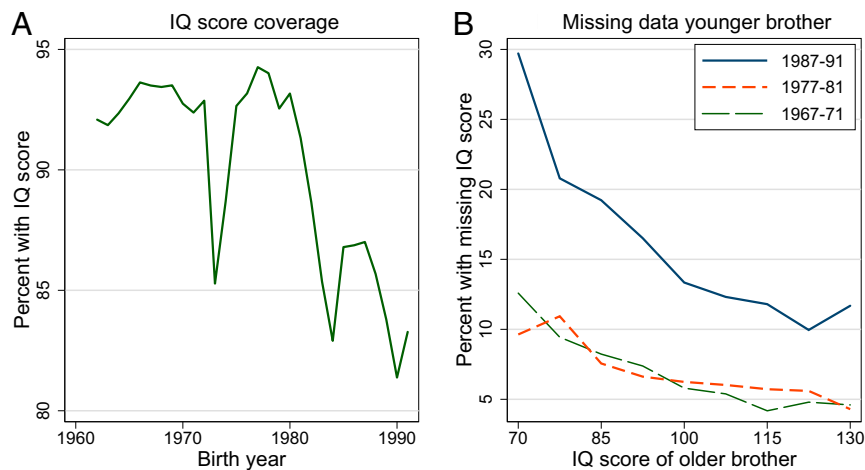 A
IQ score coverage
Percent with IQ score
95
90
85
80
1960
1970
1980
1990
Birth year
B
Missing data younger brother
Percent with missing IQ score
30
25
20
15
10
5
1987-91
1977-81
1967-71
70
85
100
115
130
IQ score of older brother